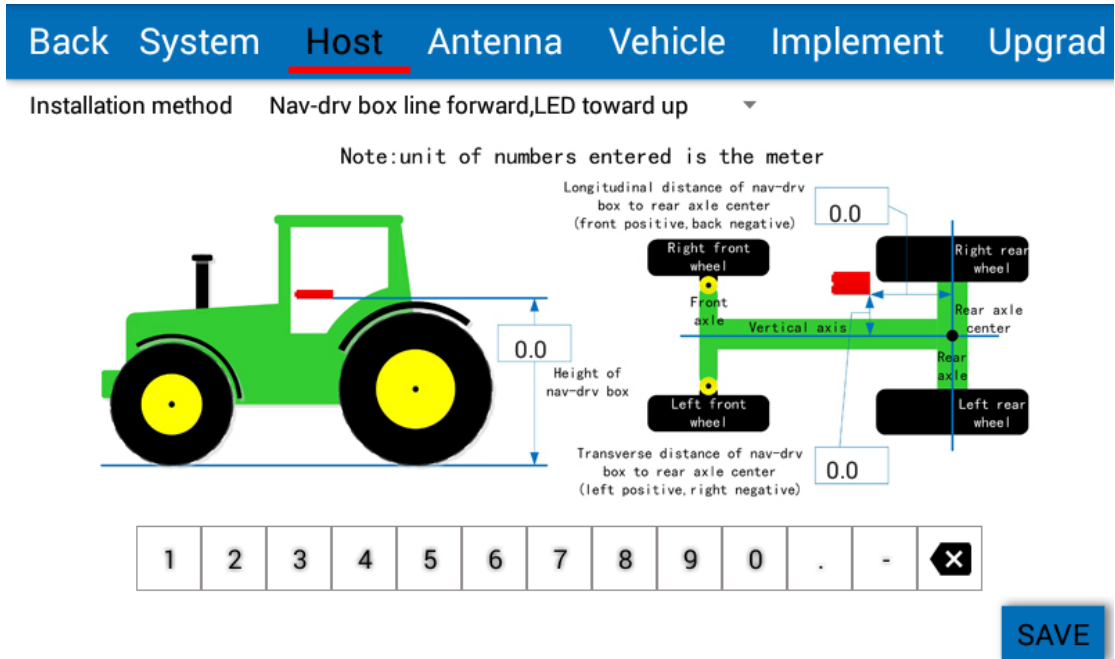 Back System Host Antenna Vehicle Implement Upgrad
Installation method Nav-drv box line forward,LED toward up
Note:unit of numbers entered is the meter
Longitudinal distance of nav-drv
box to rear axle center
(front positive,back negative)
0.0
Right front
wheel
Right rear
wheel
Front
axle
Vertical axis
Rear axle
center
Rear
axle
0.0
Height of
nav-drv box
Left front
wheel
Left rear
wheel
Transverse distance of nav-drv
box to rear axle center
(left positive,right negative)
0.0
1 2 3 4 5 6 7 8 9 0 . -
SAVE